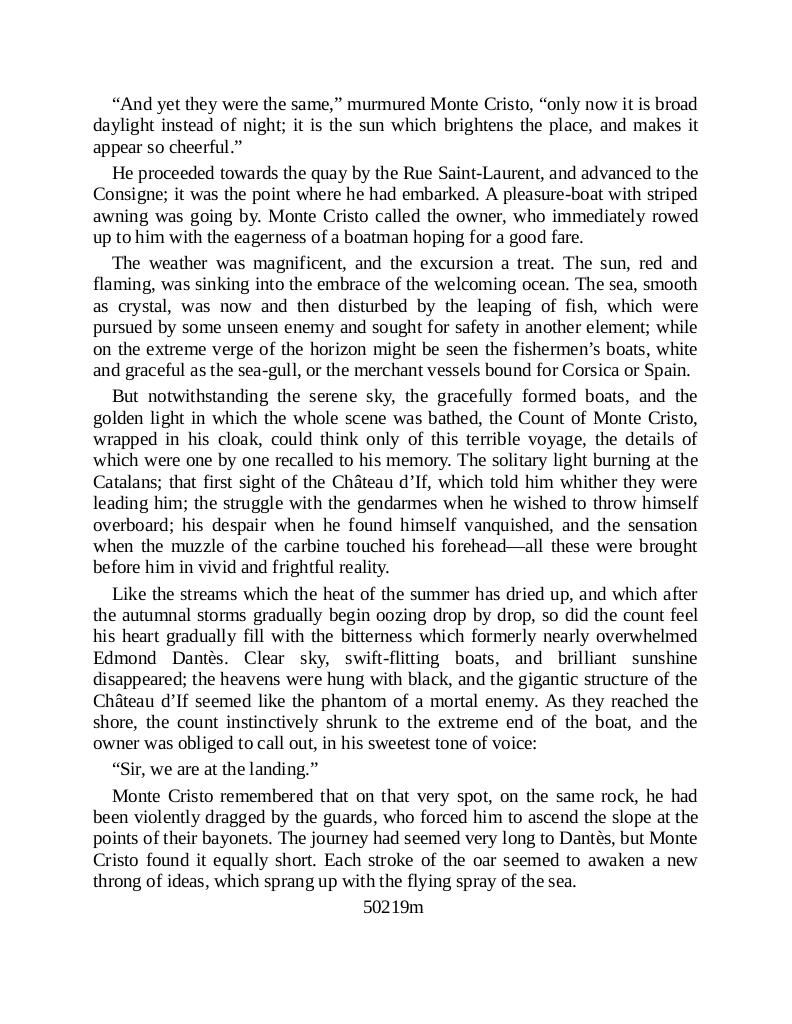 “And yet they were the same,” murmured Monte Cristo, “only now it is broad
daylight instead of night; it is the sun which brightens the place, and makes it
appear so cheerful.”
He proceeded towards the quay by the Rue Saint-Laurent, and advanced to the
Consigne; it was the point where he had embarked. A pleasure-boat with striped
awning was going by. Monte Cristo called the owner, who immediately rowed
up to him with the eagerness of a boatman hoping for a good fare.
The weather was magnificent, and the excursion a treat. The sun, red and
flaming, was sinking into the embrace of the welcoming ocean. The sea, smooth
as crystal, was now and then disturbed by the leaping of fish, which were
pursued by some unseen enemy and sought for safety in another element; while
on the extreme verge of the horizon might be seen the fishermen’s boats, white
and graceful as the sea-gull, or the merchant vessels bound for Corsica or Spain.
But notwithstanding the serene sky, the gracefully formed boats, and the
golden light in which the whole scene was bathed, the Count of Monte Cristo,
wrapped in his cloak, could think only of this terrible voyage, the details of
which were one by one recalled to his memory. The solitary light burning at the
Catalans; that first sight of the Château d’If, which told him whither they were
leading him; the struggle with the gendarmes when he wished to throw himself
overboard; his despair when he found himself vanquished, and the sensation
when the muzzle of the carbine touched his forehead—all these were brought
before him in vivid and frightful reality.
Like the streams which the heat of the summer has dried up, and which after
the autumnal storms gradually begin oozing drop by drop, so did the count feel
his heart gradually fill with the bitterness which formerly nearly overwhelmed
Edmond Dantès. Clear sky, swift-flitting boats, and brilliant sunshine
disappeared; the heavens were hung with black, and the gigantic structure of the
Château d’If seemed like the phantom of a mortal enemy. As they reached the
shore, the count instinctively shrunk to the extreme end of the boat, and the
owner was obliged to call out, in his sweetest tone of voice:
“Sir, we are at the landing.”
Monte Cristo remembered that on that very spot, on the same rock, he had
been violently dragged by the guards, who forced him to ascend the slope at the
points of their bayonets. The journey had seemed very long to Dantès, but Monte
Cristo found it equally short. Each stroke of the oar seemed to awaken a new
throng of ideas, which sprang up with the flying spray of the sea.
50219m